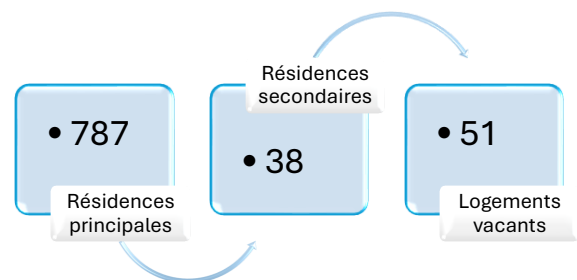 • 787
Résidences
principales
Résidences
secondaires
• 38
• 51
Logements
vacants